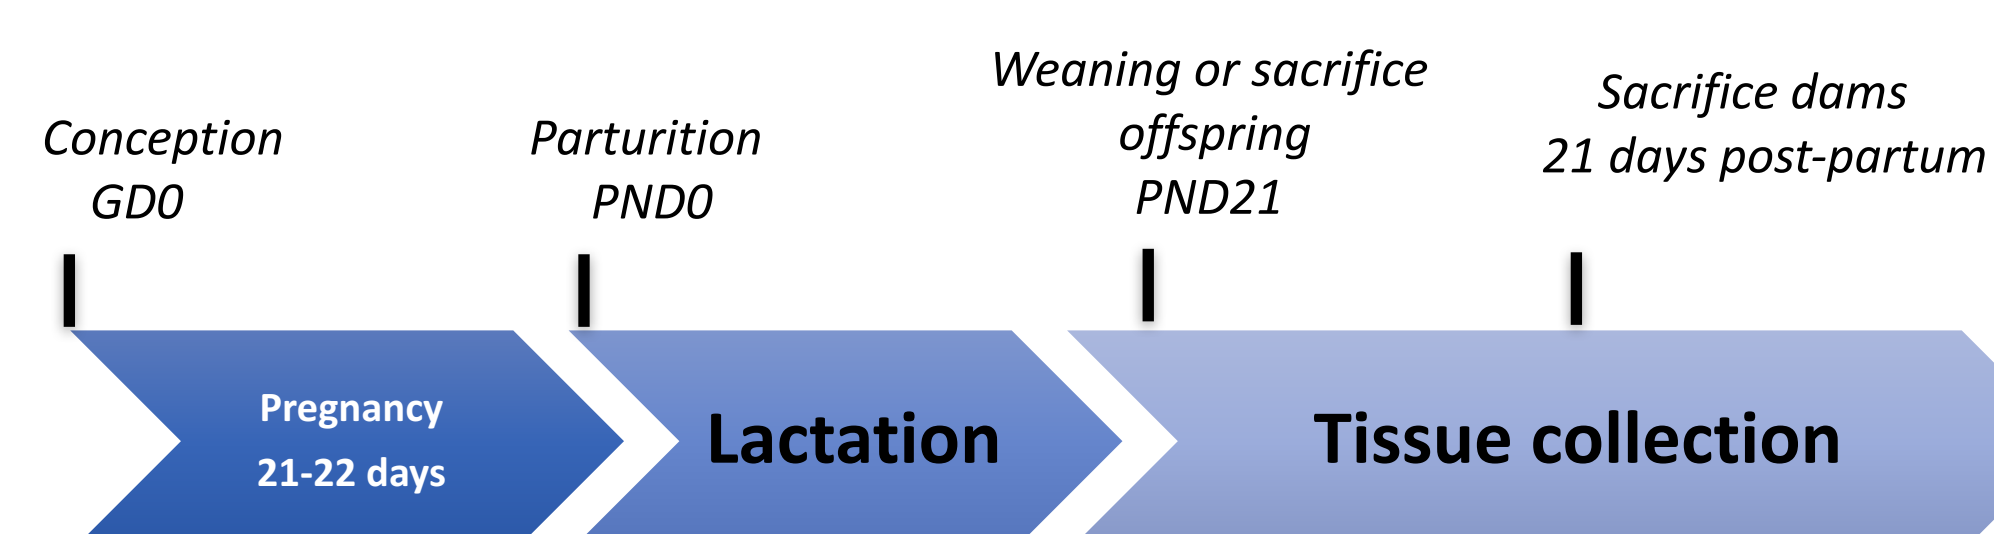 Conception
GD0
Parturition
PND0
Weaning or sacrifice
offspring
PND21
Sacrifice dams
21 days post-partum
Pregnancy
21-22 days
Lactation
Tissue collection